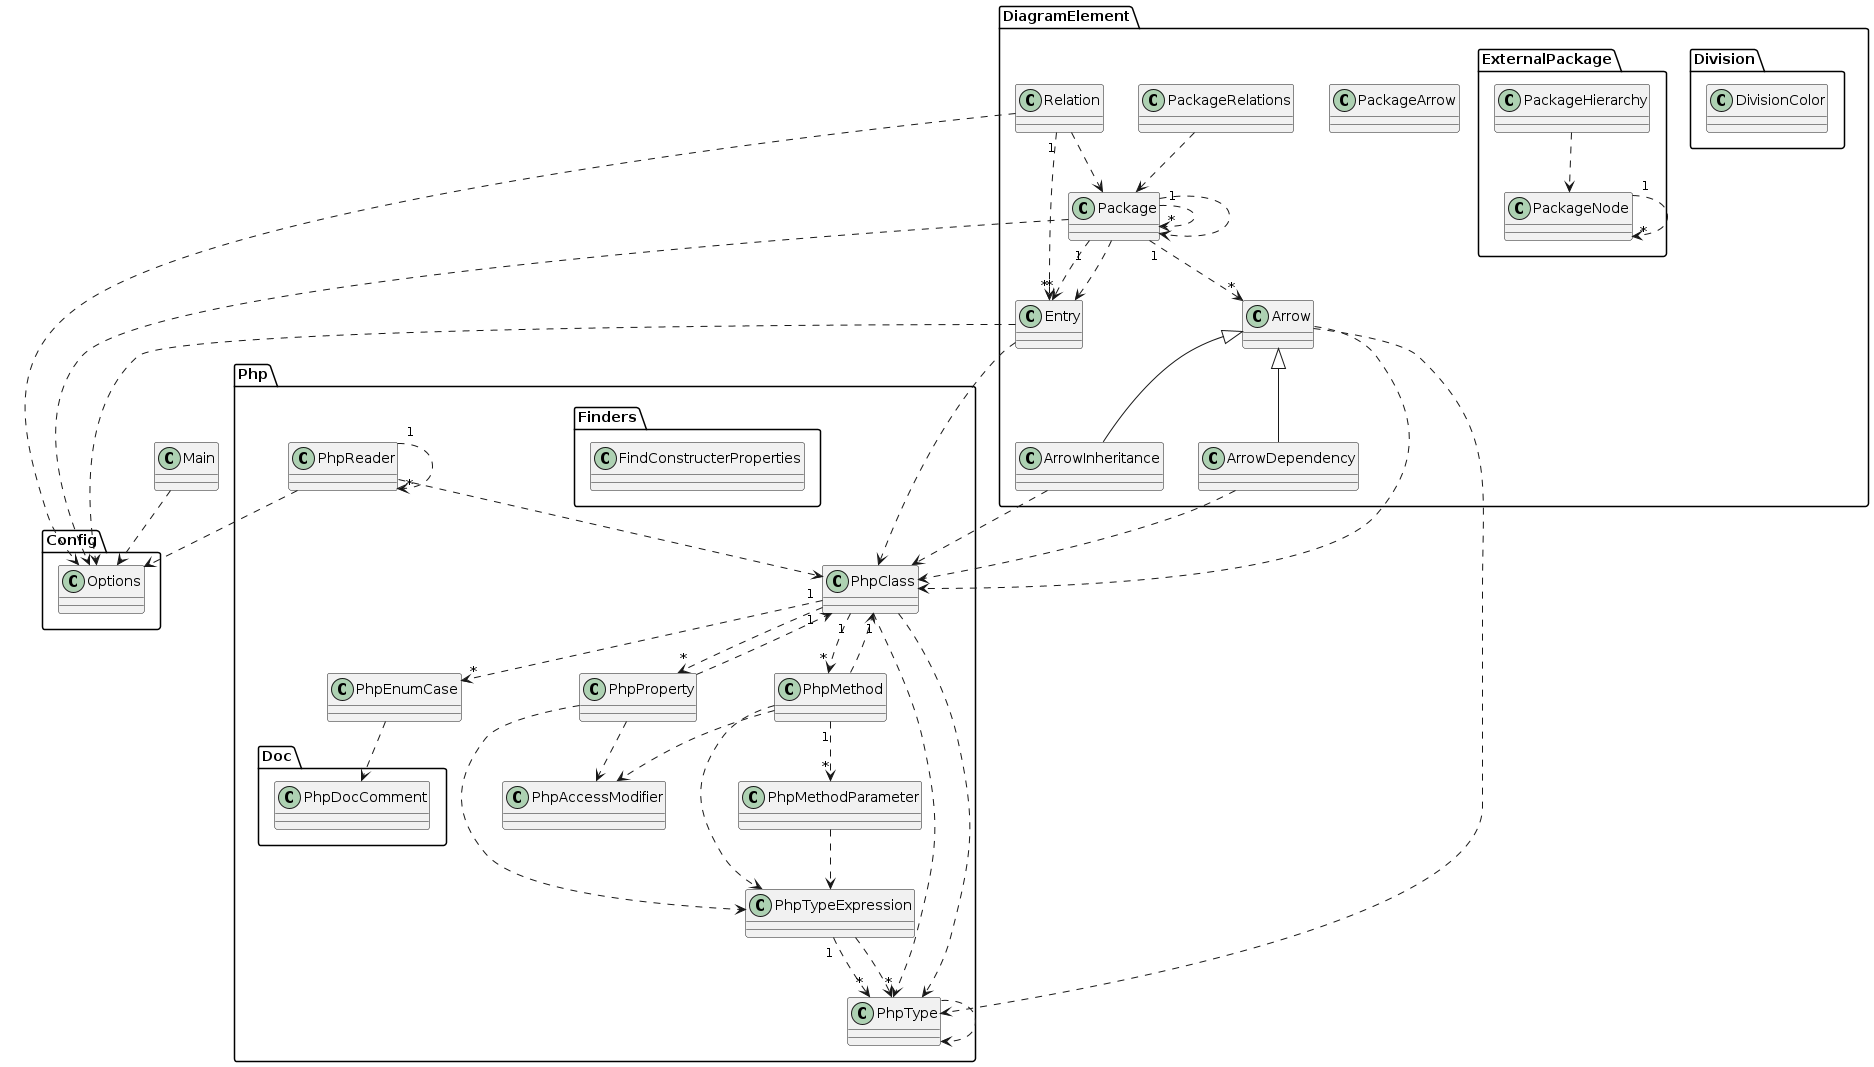 DiagramElement
ExternalPackage
Division
C Relation
C PackageRelations
C PackageArrow
C PackageHierarchy
C DivisionColor
1
1
1
C Package
C PackageNode
*
*
1
1
**
*
C Entry
C Arrow
Php
Finders
1
C Main
C PhpReader
C FindConstructerProperties
C ArrowInheritance
C ArrowDependency
*
Config
C Options
C PhpClass
1
1
1
1
*
*
*
C PhpEnumCase
C PhpProperty
C PhpMethod
1
Doc
*
C PhpDocComment
C PhpAccessModifier
C PhpMethodParameter
C PhpTypeExpression
1
*
*
C PhpType